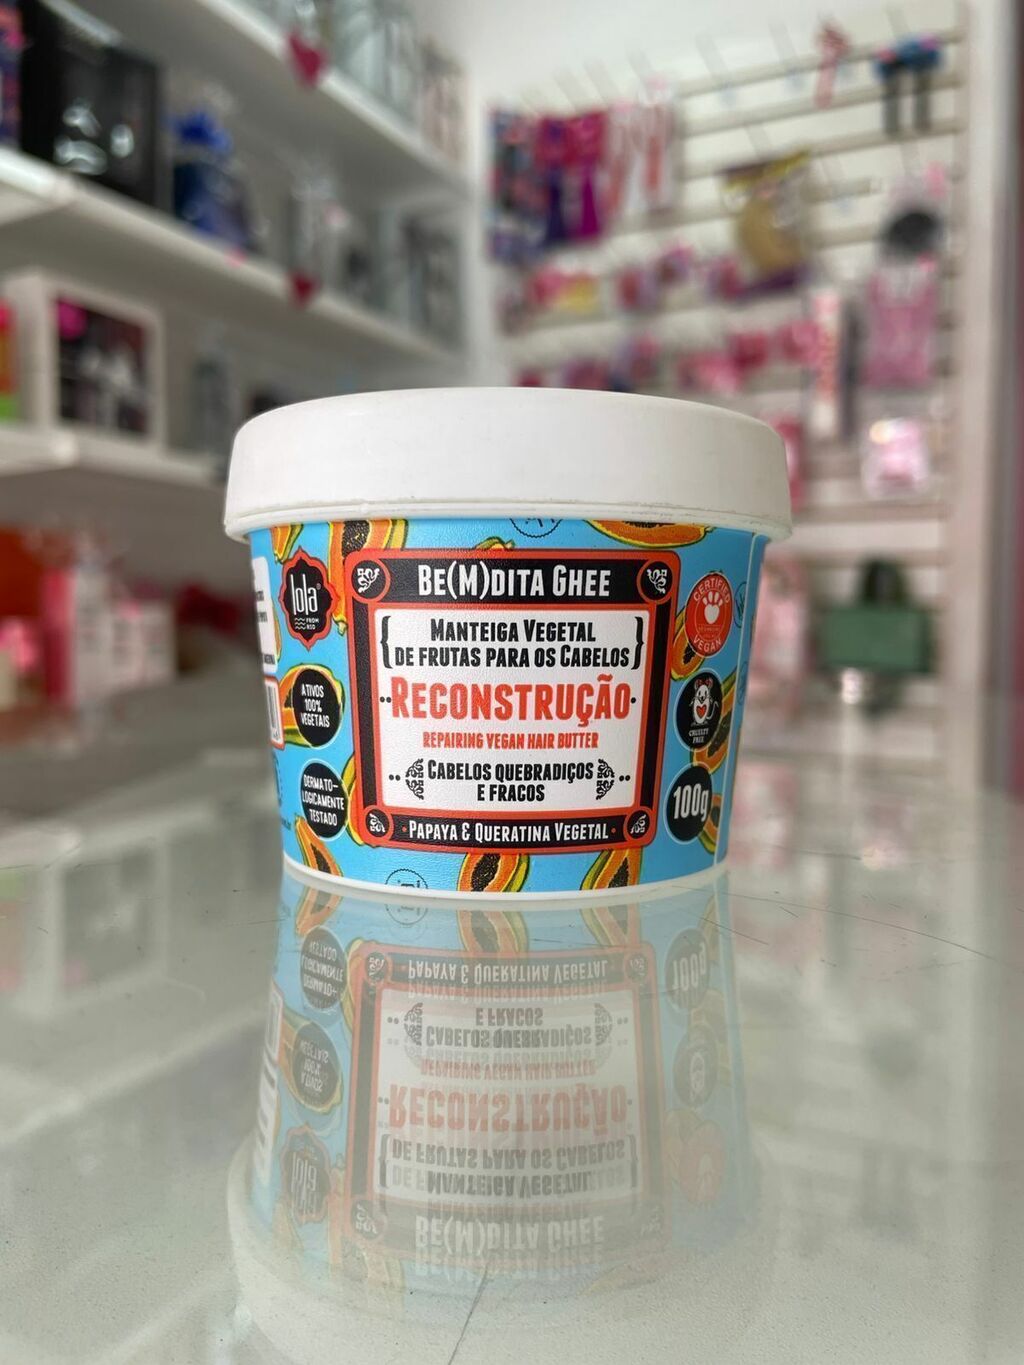 BE(M)DITA GHEE
MANTEIGA VEGETAL
DE FRUTAS PARA OS CABELOS
RECONSTRUÇÃO
REPAIRING VEGAN HAIR BUTTER
CABELOS QUEBRADIÇOS
E FRACOS
PAPAYA & QUERATINA VEGETAL
lola
FROM
RIO
ATIVOS
100%
VEGETAIS
DERMATO-
LOGICAMENTE
TESTADO
CERTIFIED
VEGAN
CRUELTY
FREE
100g